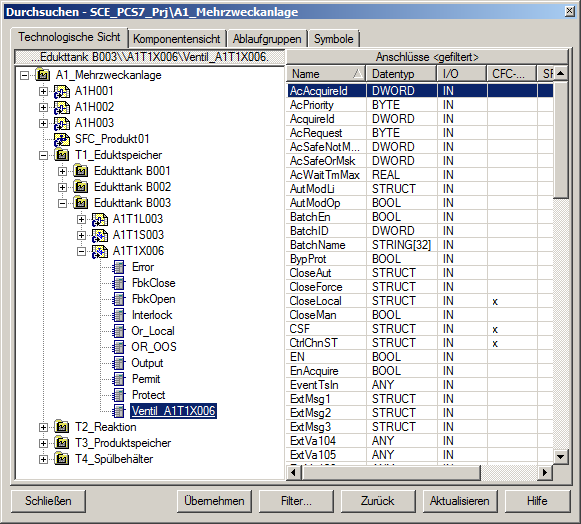 Durchsuchen - SCE_PCS7_Prj\A1_Mehrzweckanlage
Technologische Sicht Komponentensicht Ablaufgruppen Symbole
...Edukttank B003\\A1T1X006\Ventil_A1T1X006.
A1_Mehrzweckanlage
A1H001
A1H002
A1H003
SFC_Produkt01
T1_Eduktspeicher
Edukttank B001
Edukttank B002
Edukttank B003
A1T1L003
A1T1S003
A1T1X006
Error
FbkClose
FbkOpen
Interlock
Or_Local
OR_OOS
Output
Permit
Protect
Ventil_A1T1X006
T2_Reaktion
T3_Produktspeicher
T4_Spülbehälter
Anschlüsse <gefiltert>
Name Datentyp I/O CFC-... SF
AcAcquireId DWORD IN
AcPriority BYTE IN
AcquireId DWORD IN
AcRequest BYTE IN
AcSafeNotM... DWORD IN
AcSafeOrMsk DWORD IN
AcWaitTmMax REAL IN
AutModLi STRUCT IN
AutModOp BOOL IN
BatchEn BOOL IN
BatchID DWORD IN
BatchName STRING[32] IN
BypProt BOOL IN
CloseAut STRUCT IN
CloseForce STRUCT IN
CloseLocal STRUCT IN x
CloseMan BOOL IN
CSF STRUCT IN x
CtrlChnST STRUCT IN x
EN BOOL IN
EnAcquire BOOL IN
EventTsIn ANY IN
ExtMsg1 STRUCT IN
ExtMsg2 STRUCT IN
ExtMsg3 STRUCT IN
ExtVa104 ANY IN
ExtVa105 ANY IN
Schließen Übernehmen Filter... Zurück Aktualisieren Hilfe